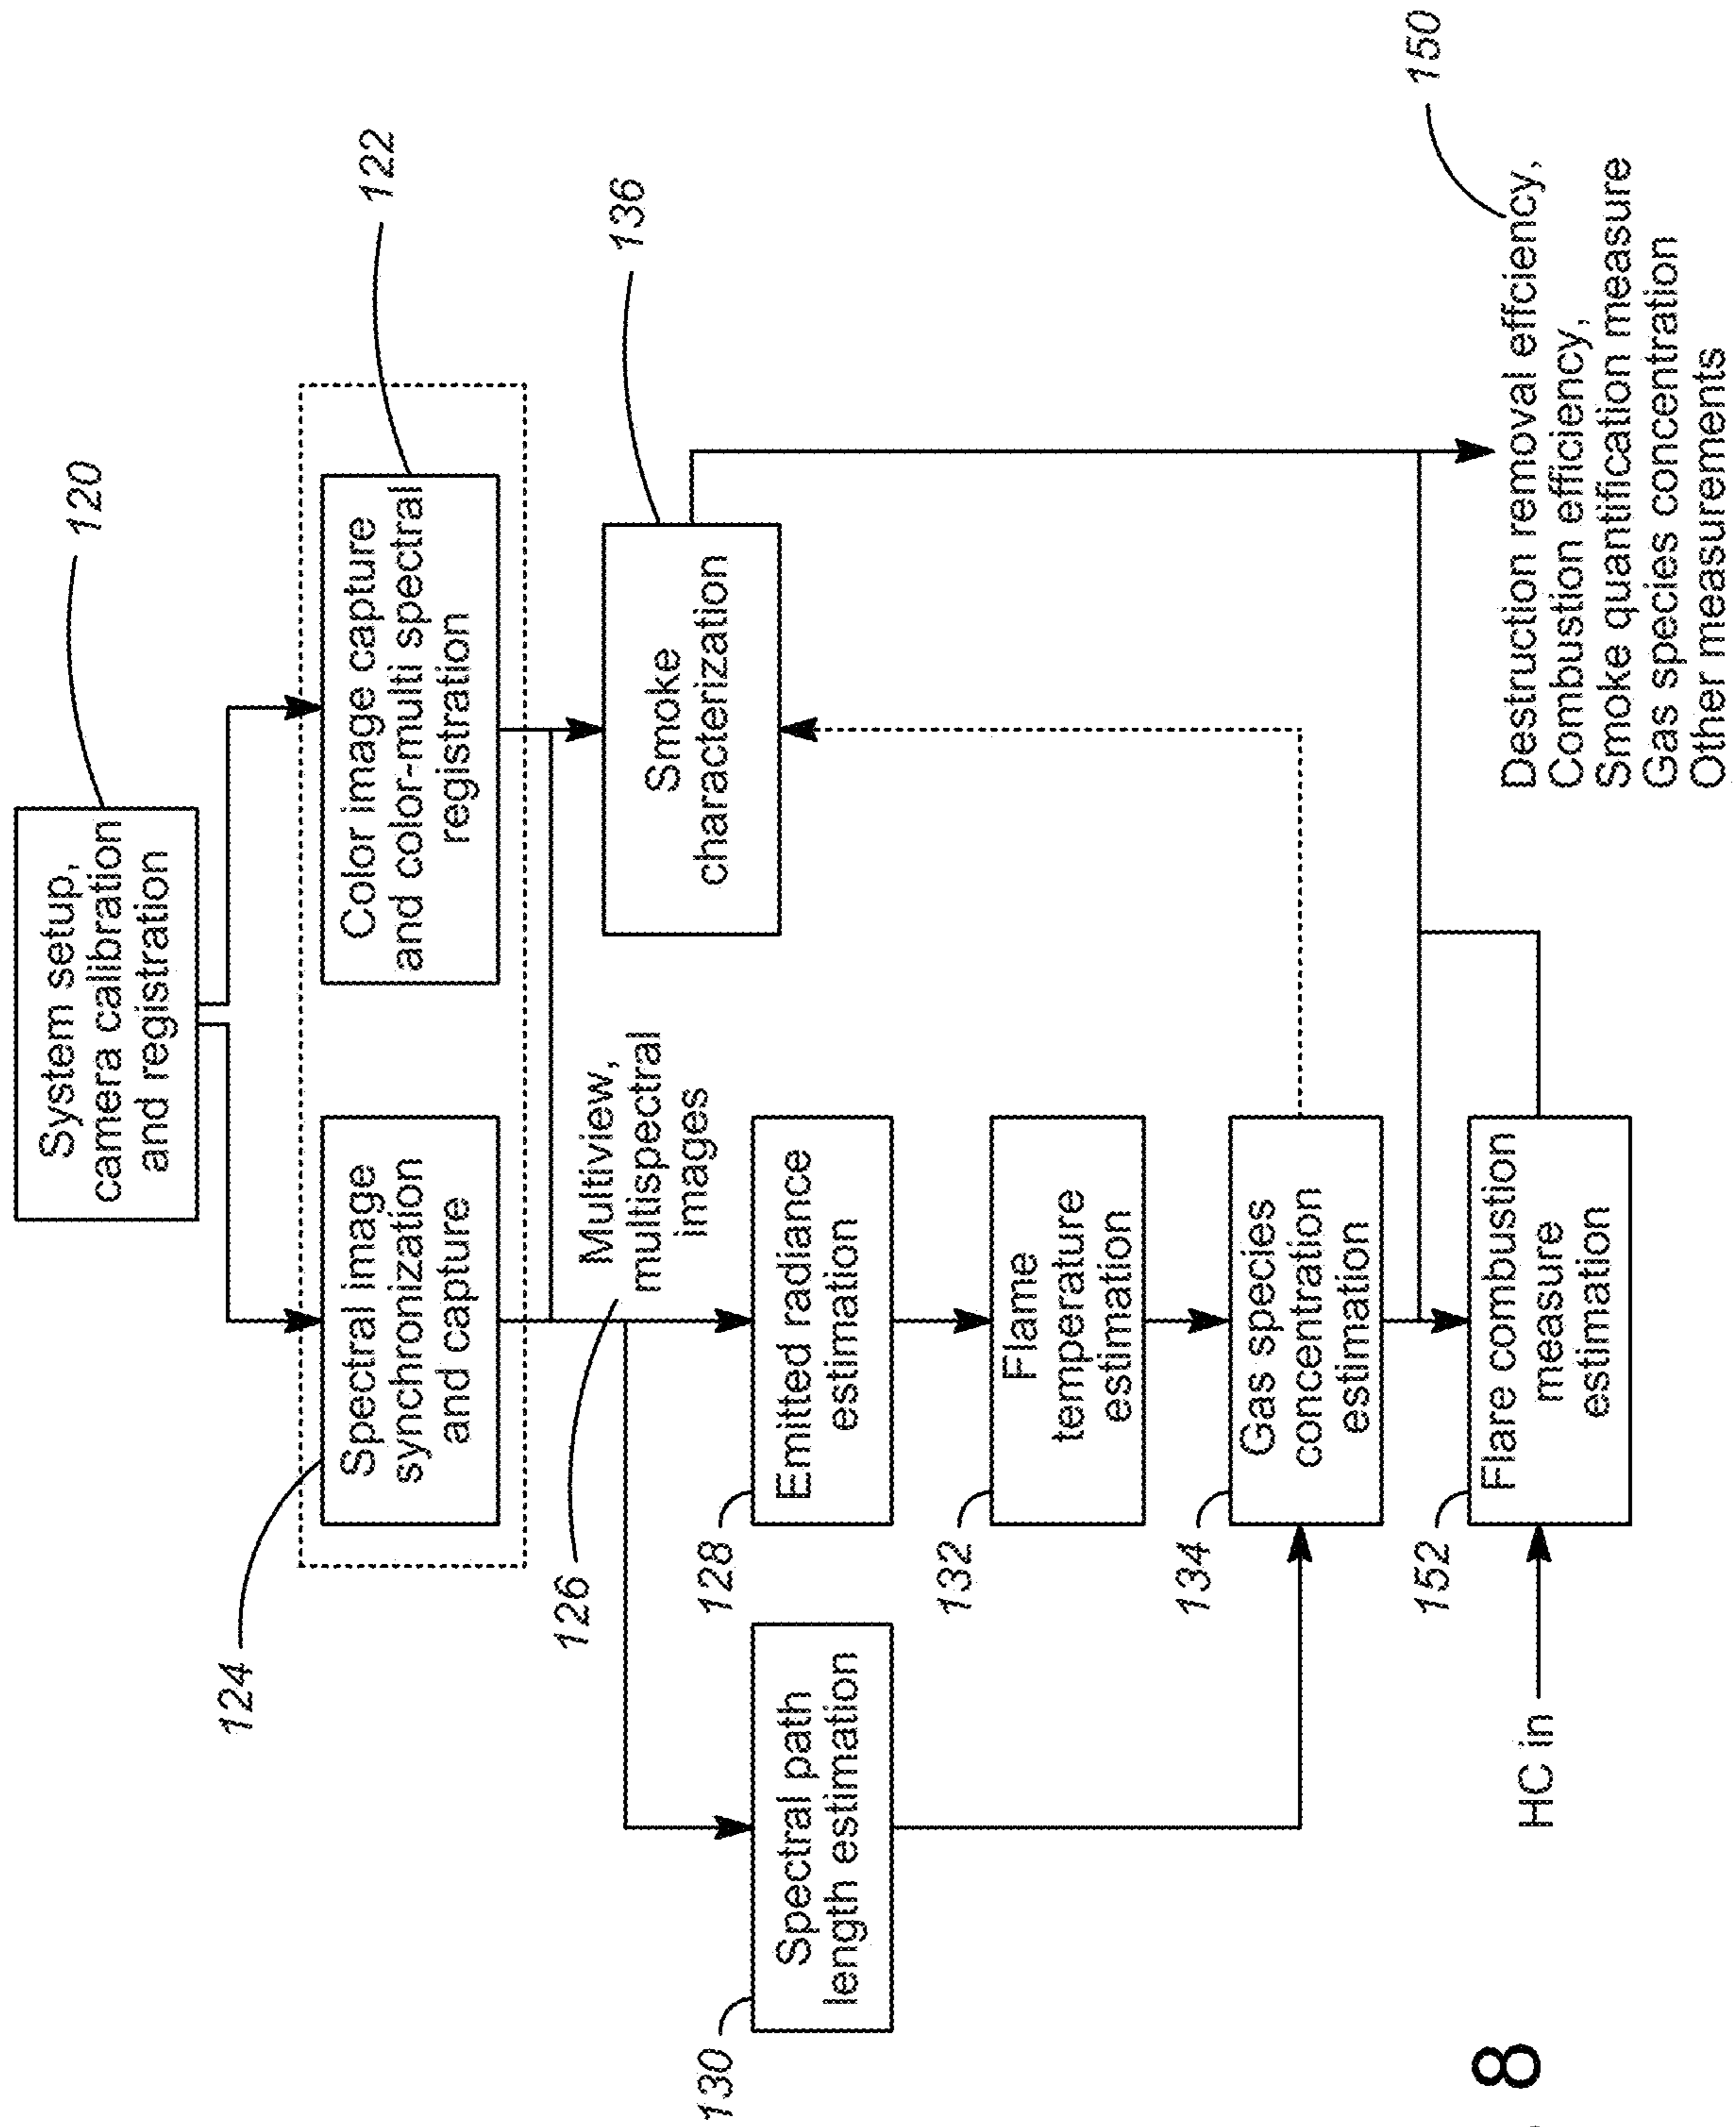 120
System setup,
camera calibration
and registration
124
Spectral image
synchronization
and capture
122
Color image capture
and color-multi spectral
registration
126
Multiview,
multispectral
images
136
Smoke
characterization
130
Spectral path
length estimation
128
Emitted radiance
estimation
132
Flame
temperature
estimation
134
Gas species
concentration
estimation
HC in
152
Flare combustion
measure
estimation
150
Destruction removal effciency,
Combustion efficiency,
Smoke quantification measure
Gas species concentration
Other measurements
8